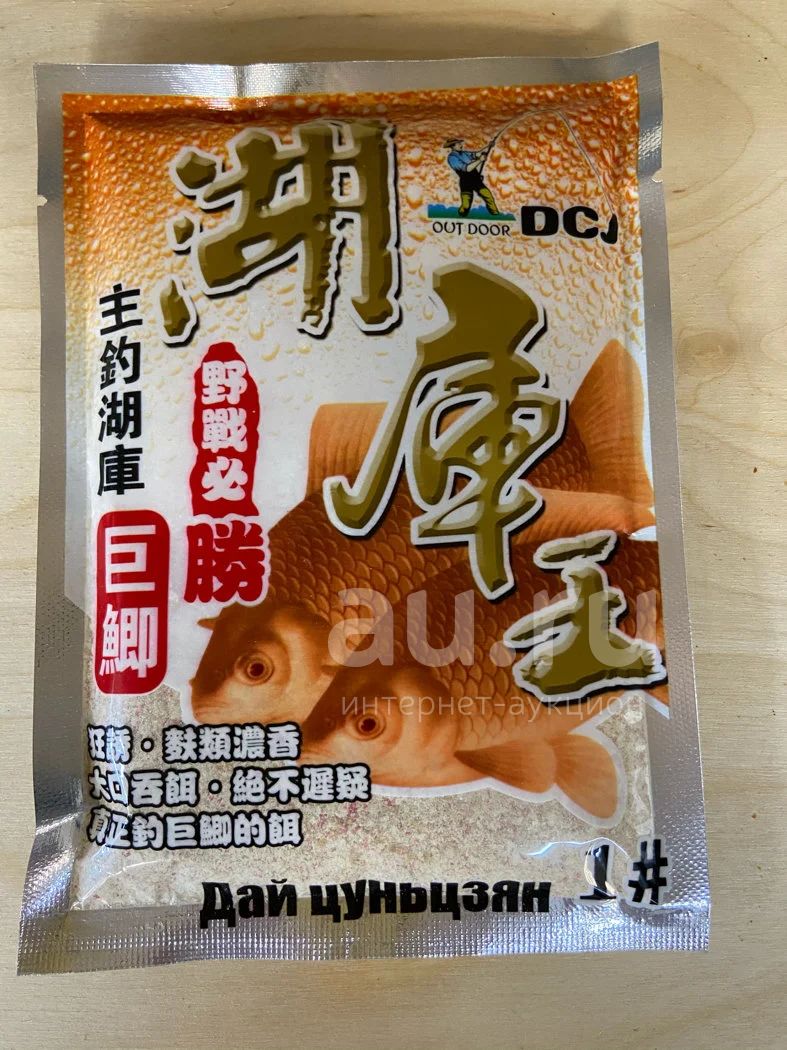 湖庫王
OUT DOOR
DCJ
主釣湖庫
巨鯽
野戰必勝
狂誘·麩類濃香
大口吞餌·絕不遲疑
真正釣巨鯽的餌
au.ru
интернет-аукцион
Дай цуньцзян
1#